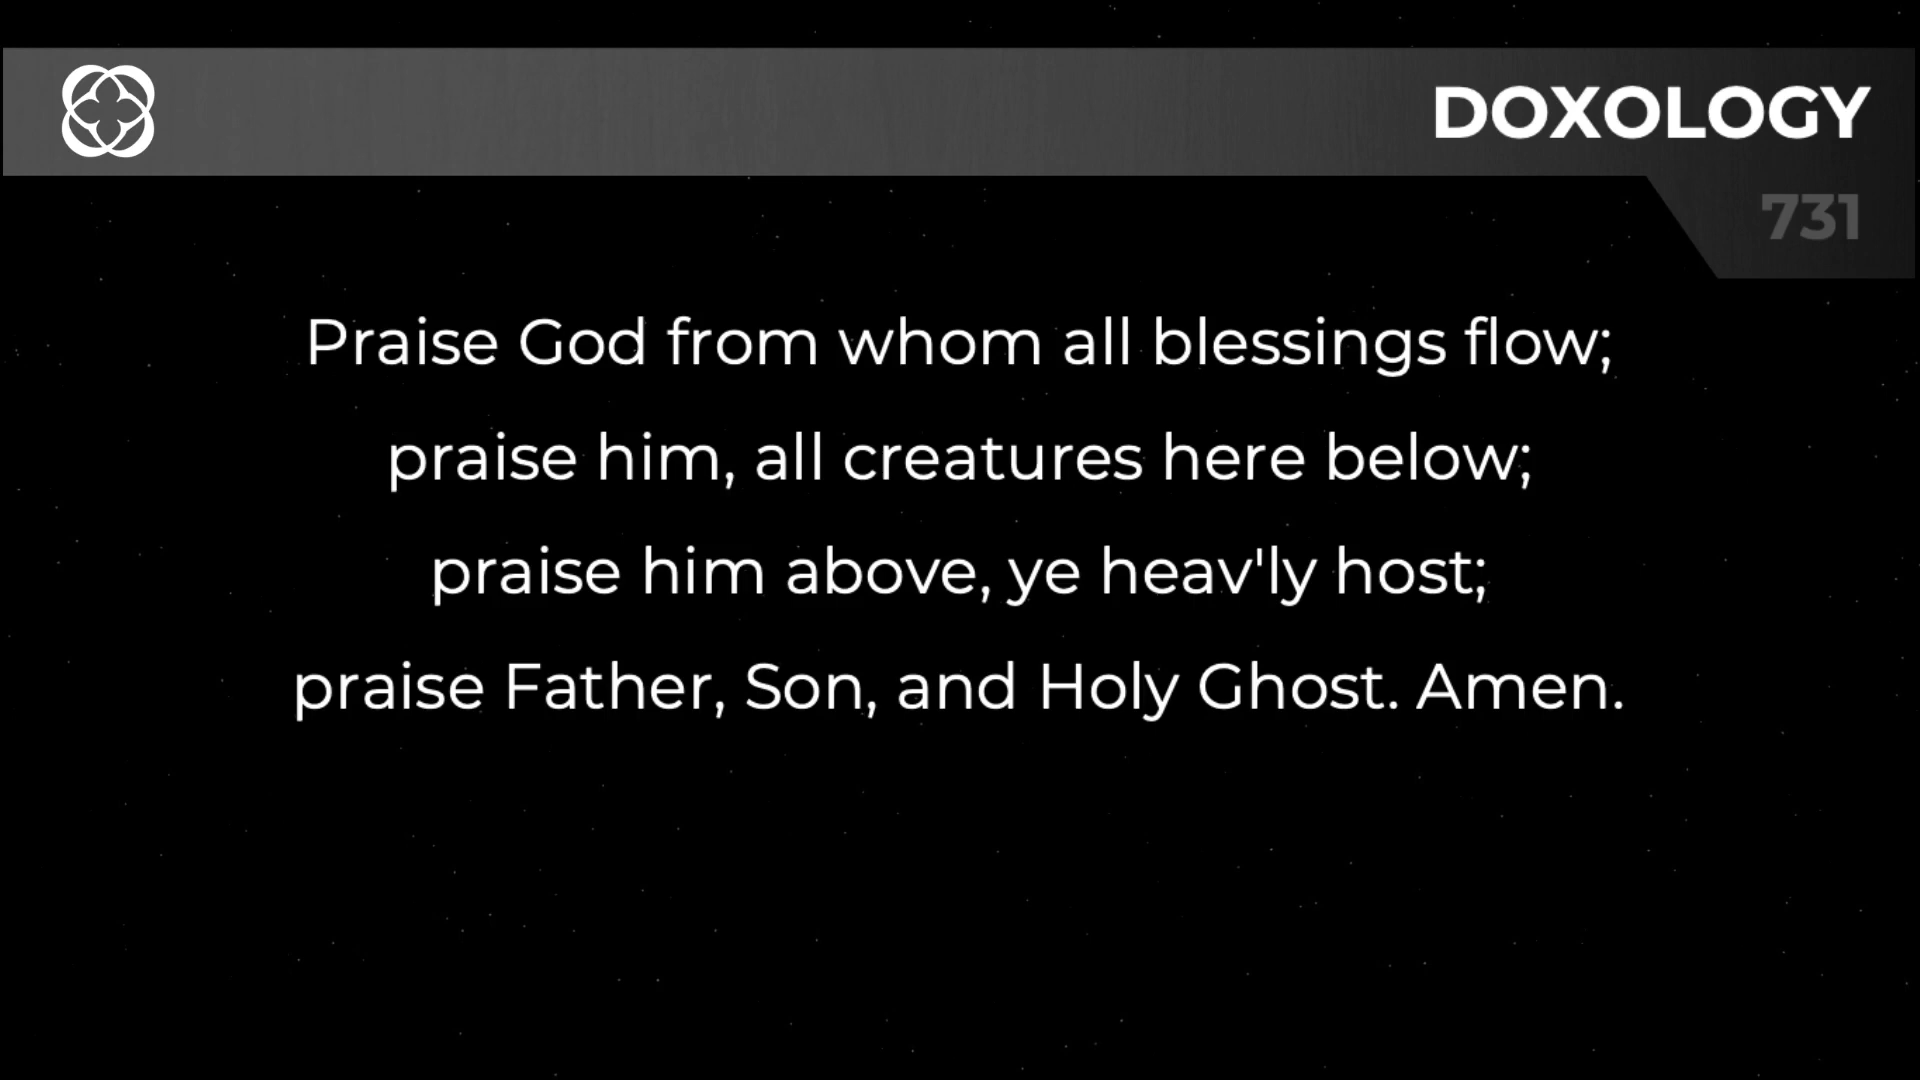 DOXOLOGY
731
Praise God from whom all blessings flow;
praise him, all creatures here below;
praise him above, ye heav'ly host;
praise Father, Son, and Holy Ghost. Amen.